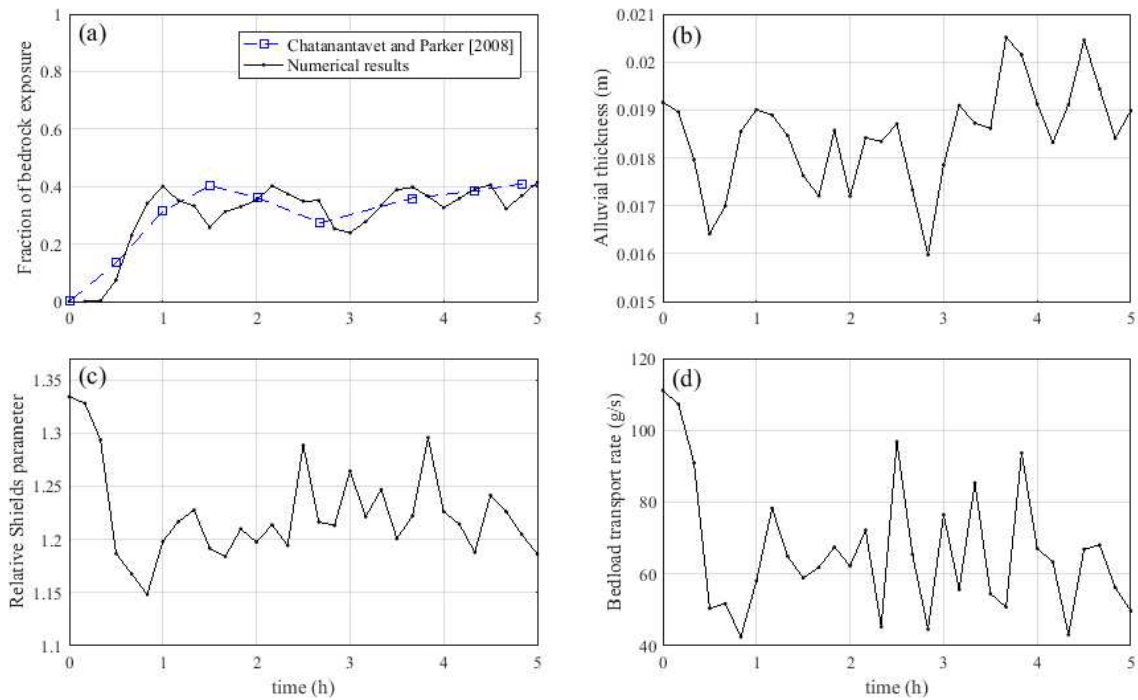 (a)
Chatanantavet and Parker [2008]
Numerical results
Fraction of bedrock exposure
1
0.8
0.6
0.4
0.2
0
0 1 2 3 4 5
(b)
Alluvial thickness (m)
0.021
0.02
0.019
0.018
0.017
0.016
0.015
0 1 2 3 4 5
(c)
Relative Shields parameter
1.35
1.3
1.25
1.2
1.15
1.1
0 1 2 3 4 5
time (h)
(d)
Bedload transport rate (g/s)
120
100
80
60
40
0 1 2 3 4 5
time (h)